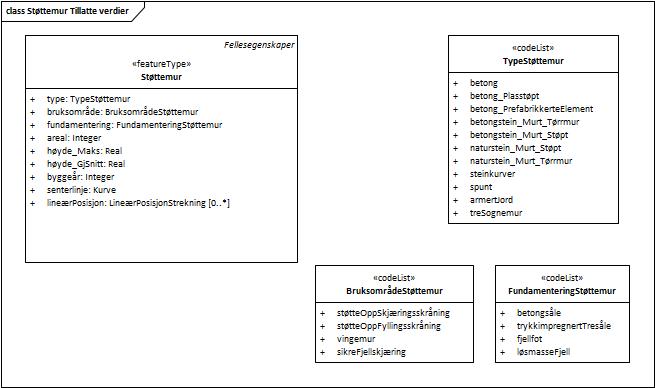 class Støttemur Tillatte verdier
Fellesegenskaper
«featureType»
Støttemur
+ type: TypeStøttemur
+ bruksområde: BruksområdeStøttemur
+ fundamentering: FundamenteringStøttemur
+ areal: Integer
+ høyde_Maks: Real
+ høyde_GjSnitt: Real
+ byggeår: Integer
+ senterlinje: Kurve
+ lineærPosisjon: LineærPosisjonStrekning [0..*]
«codeList»
TypeStøttemur
+ betong
+ betong_Plasstøpt
+ betong_PrefabrikkerteElement
+ betongstein_Murt_Tørrmur
+ betongstein_Murt_Støpt
+ naturstein_Murt_Støpt
+ naturstein_Murt_Tørrmur
+ steinkurver
+ spunt
+ armertJord
+ treSognemur
«codeList»
BruksområdeStøttemur
+ støtteOppSkjæringsskråning
+ støtteOppFyllingsskråning
+ vingemur
+ sikreFjellskjæring
«codeList»
FundamenteringStøttemur
+ betongsåle
+ trykkimpregnertTresåle
+ fjellfot
+ løsmasseFjell